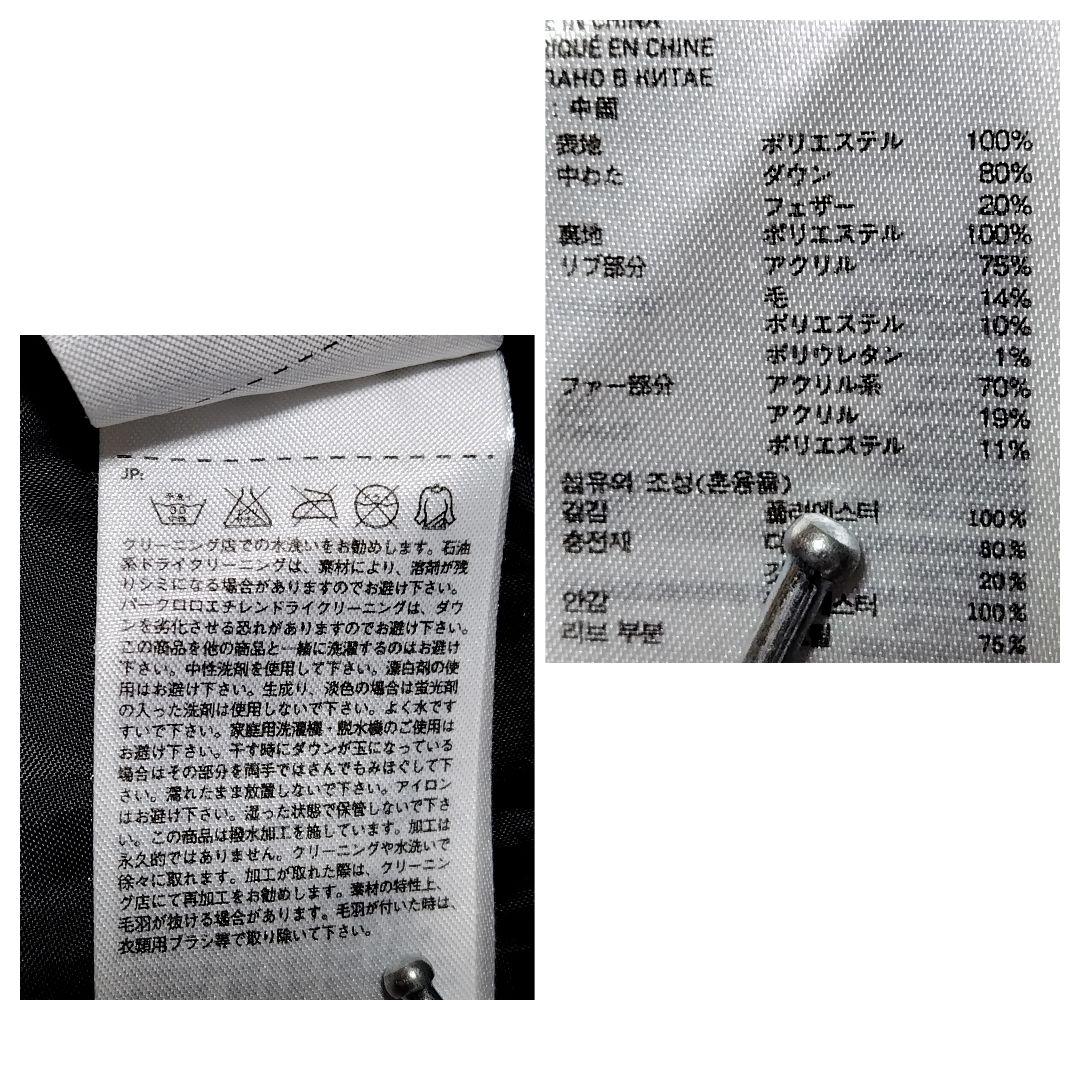 JP:
手洗イ
30
中性
クリーニング店での水洗いをお勧めします。石油
系ドライクリーニングは、素材により、溶剤が残
りシミになる場合がありますのでお避け下さい。
パークロロエチレンドライクリーニングは、ダウ
ンを劣化させる恐れがありますのでお避け下さい。
この商品を他の商品と一緒に洗濯するのはお避け
下さい。中性洗剤を使用して下さい。漂白剤の使
用はお避け下さい。生成り、淡色の場合は蛍光剤
の入った洗剤は使用しないで下さい。よく水です
すいで下さい。家庭用洗濯機・脱水機のご使用は
お避け下さい。干す時にダウンが玉になっている
場合はその部分を両手ではさんでもみほぐして下
さい。濡れたまま放置しないで下さい。アイロン
はお避け下さい。湿った状態で保管しないで下さ
い。この商品は撥水加工を施しています。加工は
永久的ではありません。クリーニングや水洗いで
徐々に取れます。加工が取れた際は、クリーニン
グ店にて再加工をお勧めします。素材の特性上、
毛羽が抜ける場合があります。毛羽が付いた時は、
衣類用ブラシ等で取り除いて下さい。
IN CHINA
RIQUÉ EN CHINE
ЛАНО В КИТАЕ
: 中國
表地 ポリエステル 100%
中わた ダウン 80%
フェザー 20%
裏地 ポリエステル 100%
リブ部分 アクリル 75%
毛 14%
ポリエステル 10%
ポリウレタン 1%
ファー部分 アクリル系 70%
アクリル 19%
ポリエステル 11%
섬유의 조성(혼용율)
겉감 폴리에스터 100%
충전재 80%
20%
안감 100%
리브 부분 75%